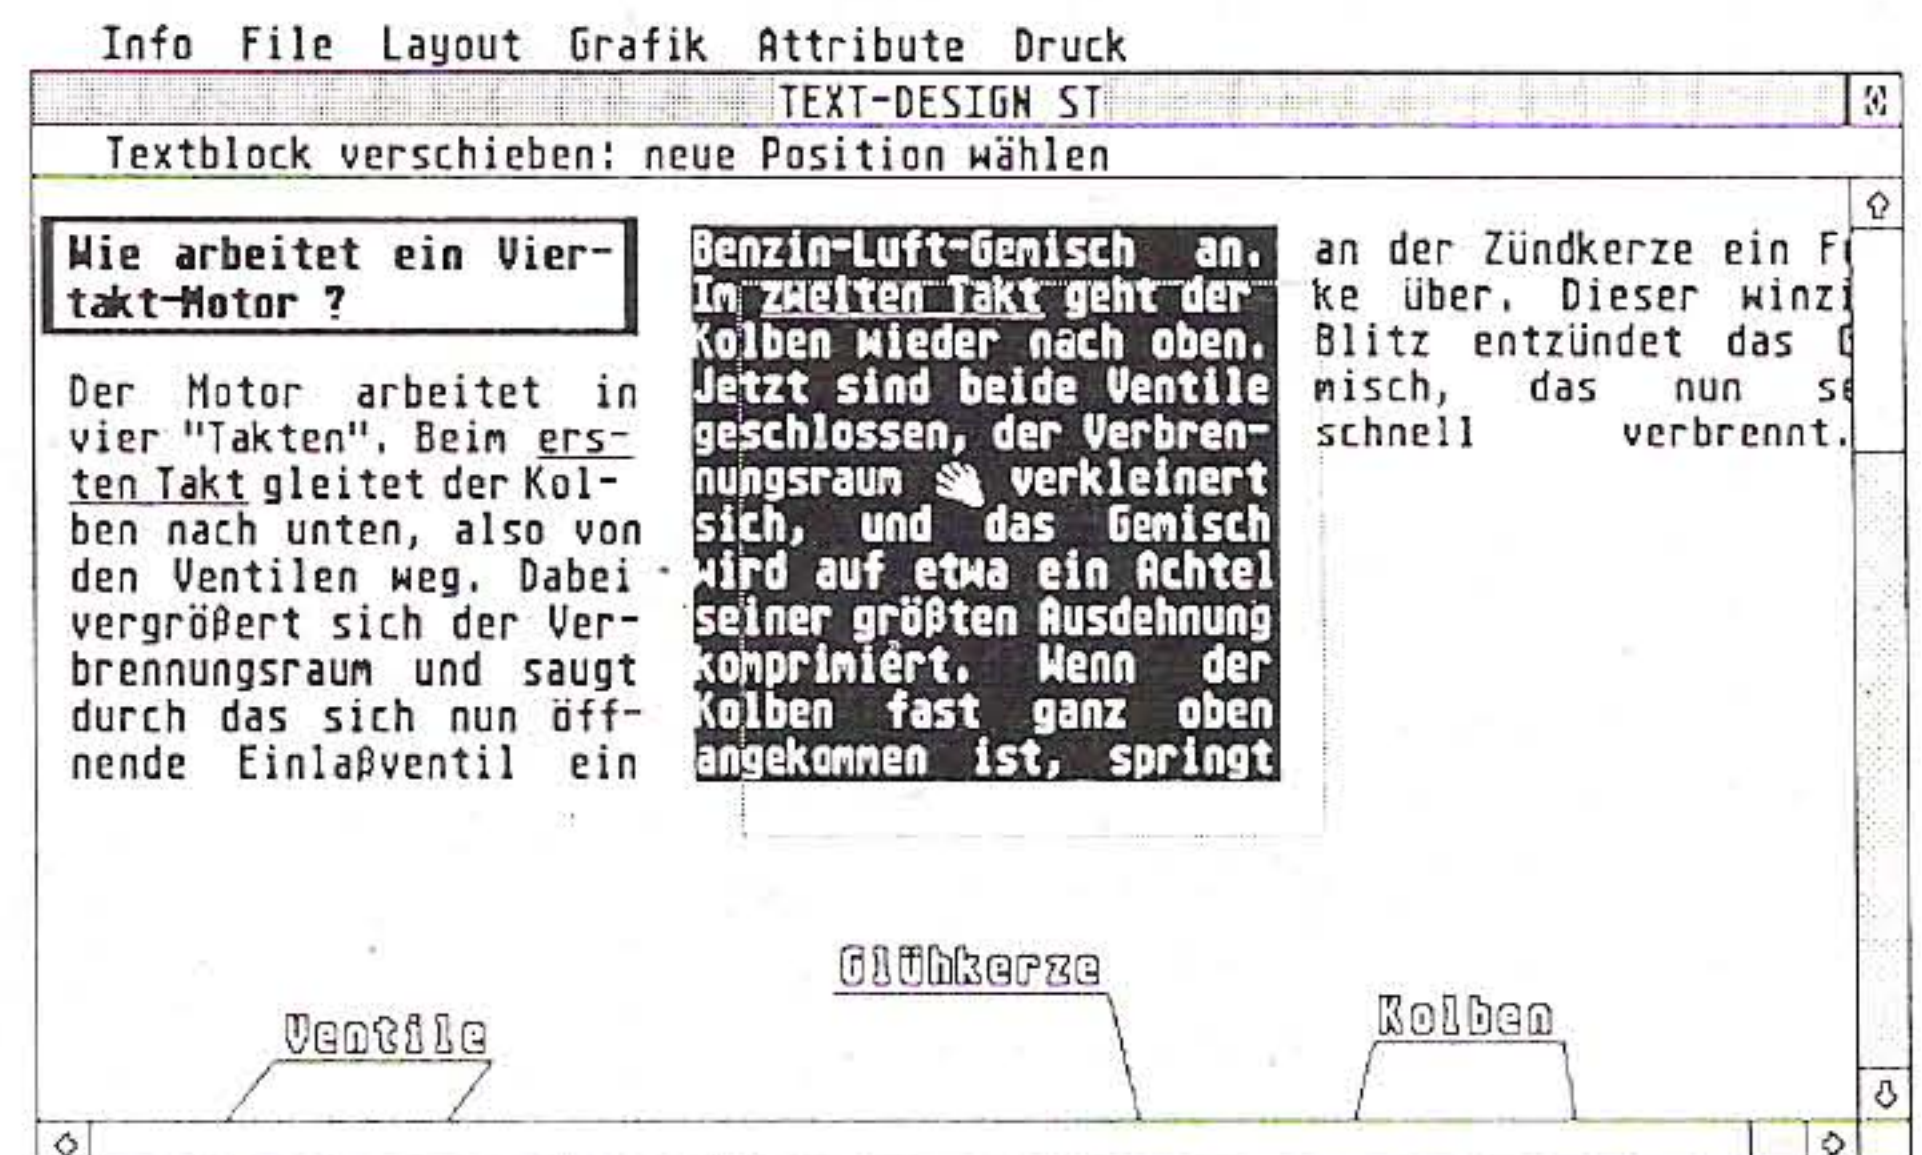 Info File Layout Grafik Attribute Druck
TEXT-DESIGN ST
Textblock verschieben: neue Position wählen
Wie arbeitet ein Vier-
takt-Motor ?
Der Motor arbeitet in
vier "Takten". Beim ers-
ten Takt gleitet der Kol-
ben nach unten, also von
den Ventilen weg. Dabei
vergrößert sich der Ver-
brennungsraum und saugt
durch das sich nun öff-
nende Einlaßventil ein
Benzin-Luft-Gemisch an.
Im zweiten Takt geht der
Kolben wieder nach oben.
Jetzt sind beide Ventile
geschlossen, der Verbren-
nungsraum verkleinert
sich, und das Gemisch
wird auf etwa ein Achtel
seiner größten Ausdehnung
komprimiert. Wenn der
Kolben fast ganz oben
angekommen ist, springt
an der Zündkerze ein
ke über. Dieser winzi
Blitz entzündet das
misch, das nun se
schnell verbrennt.
Glühkerze
Ventile
Kolben